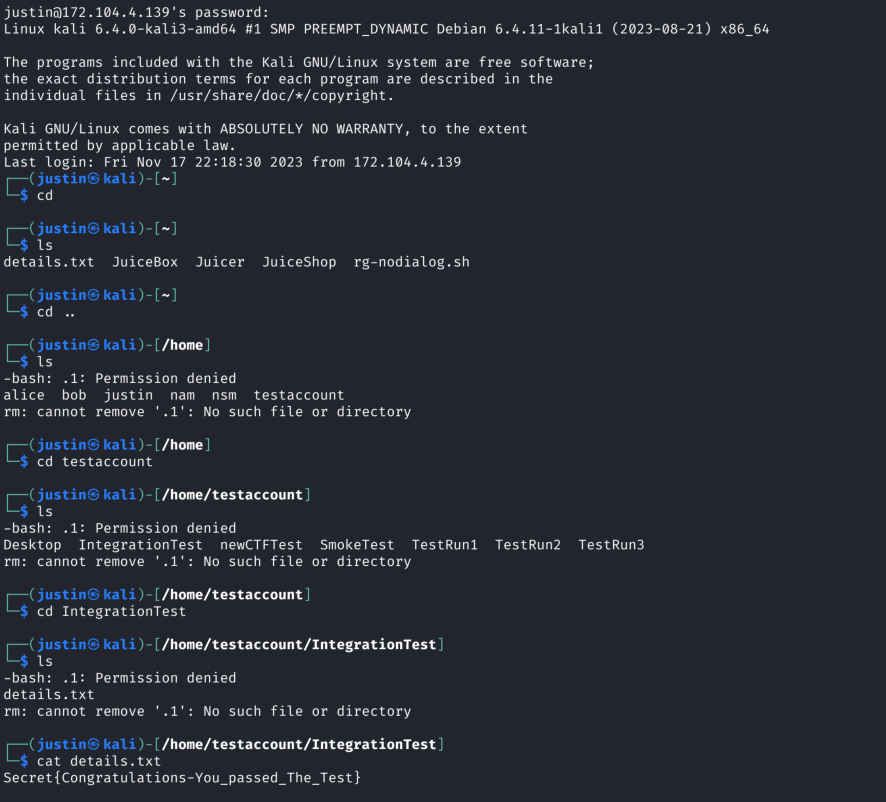 justin@172.104.4.139's password:
Linux kali 6.4.0-kali3-amd64 #1 SMP PREEMPT_DYNAMIC Debian 6.4.11-1kali1 (2023-08-21) x86_64
The programs included with the Kali GNU/Linux system are free software;
the exact distribution terms for each program are described in the
individual files in /usr/share/doc/*/copyright.
Kali GNU/Linux comes with ABSOLUTELY NO WARRANTY, to the extent
permitted by applicable law.
Last login: Fri Nov 17 22:18:30 2023 from 172.104.4.139
┌──(justin㉿kali)-[~]
└─$ cd
┌──(justin㉿kali)-[~]
└─$ ls
details.txt  JuiceBox  Juicer  JuiceShop  rg-nodialog.sh
┌──(justin㉿kali)-[~]
└─$ cd ..
┌──(justin㉿kali)-[/home]
└─$ ls
-bash: .1: Permission denied
alice  bob  justin  nam  nsm  testaccount
rm: cannot remove '.1': No such file or directory
┌──(justin㉿kali)-[/home]
└─$ cd testaccount
┌──(justin㉿kali)-[/home/testaccount]
└─$ ls
-bash: .1: Permission denied
Desktop  IntegrationTest  newCTFTest  SmokeTest  TestRun1  TestRun2  TestRun3
rm: cannot remove '.1': No such file or directory
┌──(justin㉿kali)-[/home/testaccount]
└─$ cd IntegrationTest
┌──(justin㉿kali)-[/home/testaccount/IntegrationTest]
└─$ ls
-bash: .1: Permission denied
details.txt
rm: cannot remove '.1': No such file or directory
┌──(justin㉿kali)-[/home/testaccount/IntegrationTest]
└─$ cat details.txt
Secret{Congratulations-You_passed_The_Test}